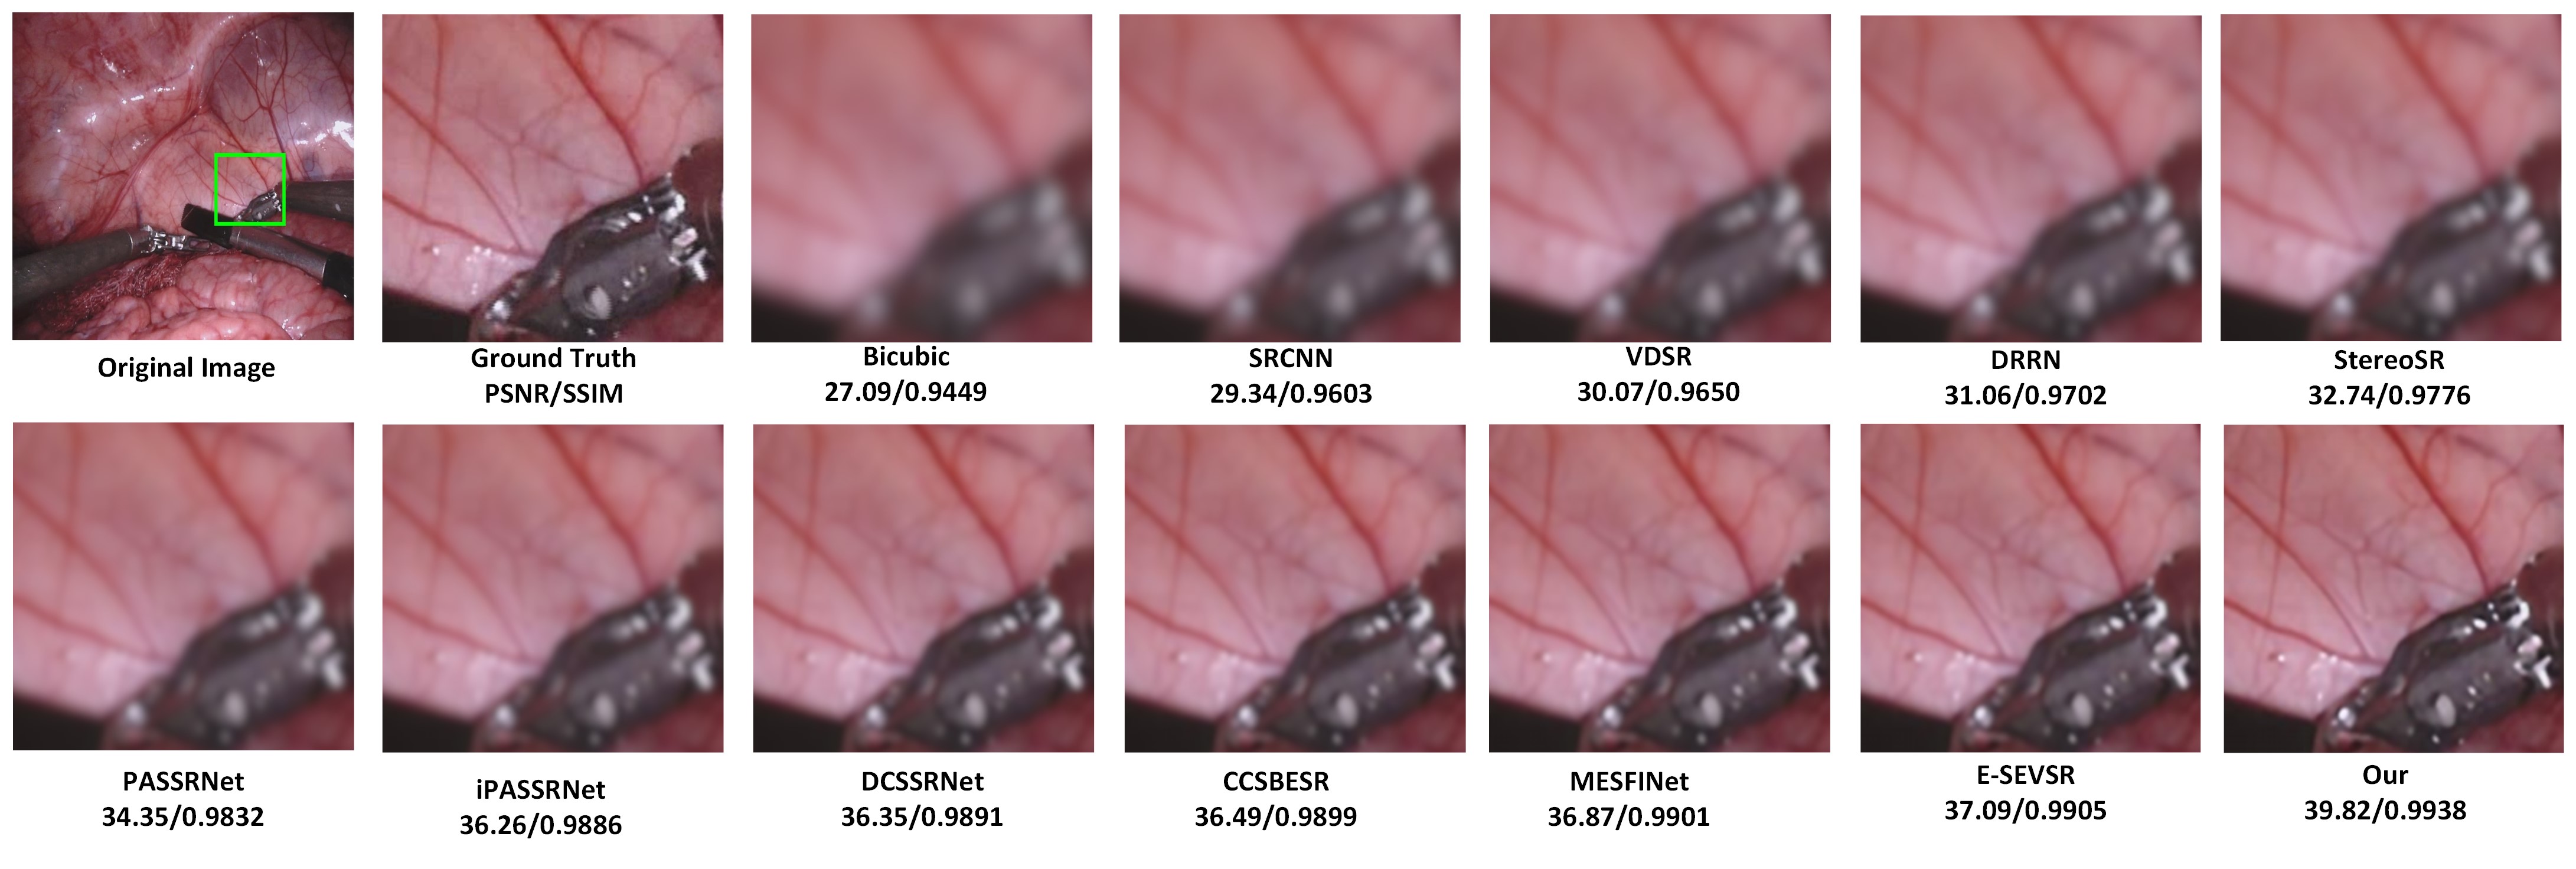 Original Image
Ground Truth
PSNR/SSIM
Bicubic
27.09/0.9449
SRCNN
29.34/0.9603
VDSR
30.07/0.9650
DRRN
31.06/0.9702
StereoSR
32.74/0.9776
PASSRNet
34.35/0.9832
iPASSRNet
36.26/0.9886
DCSSRNet
36.35/0.9891
CCSBESR
36.49/0.9899
MESFINet
36.87/0.9901
E-SEVSR
37.09/0.9905
Our
39.82/0.9938